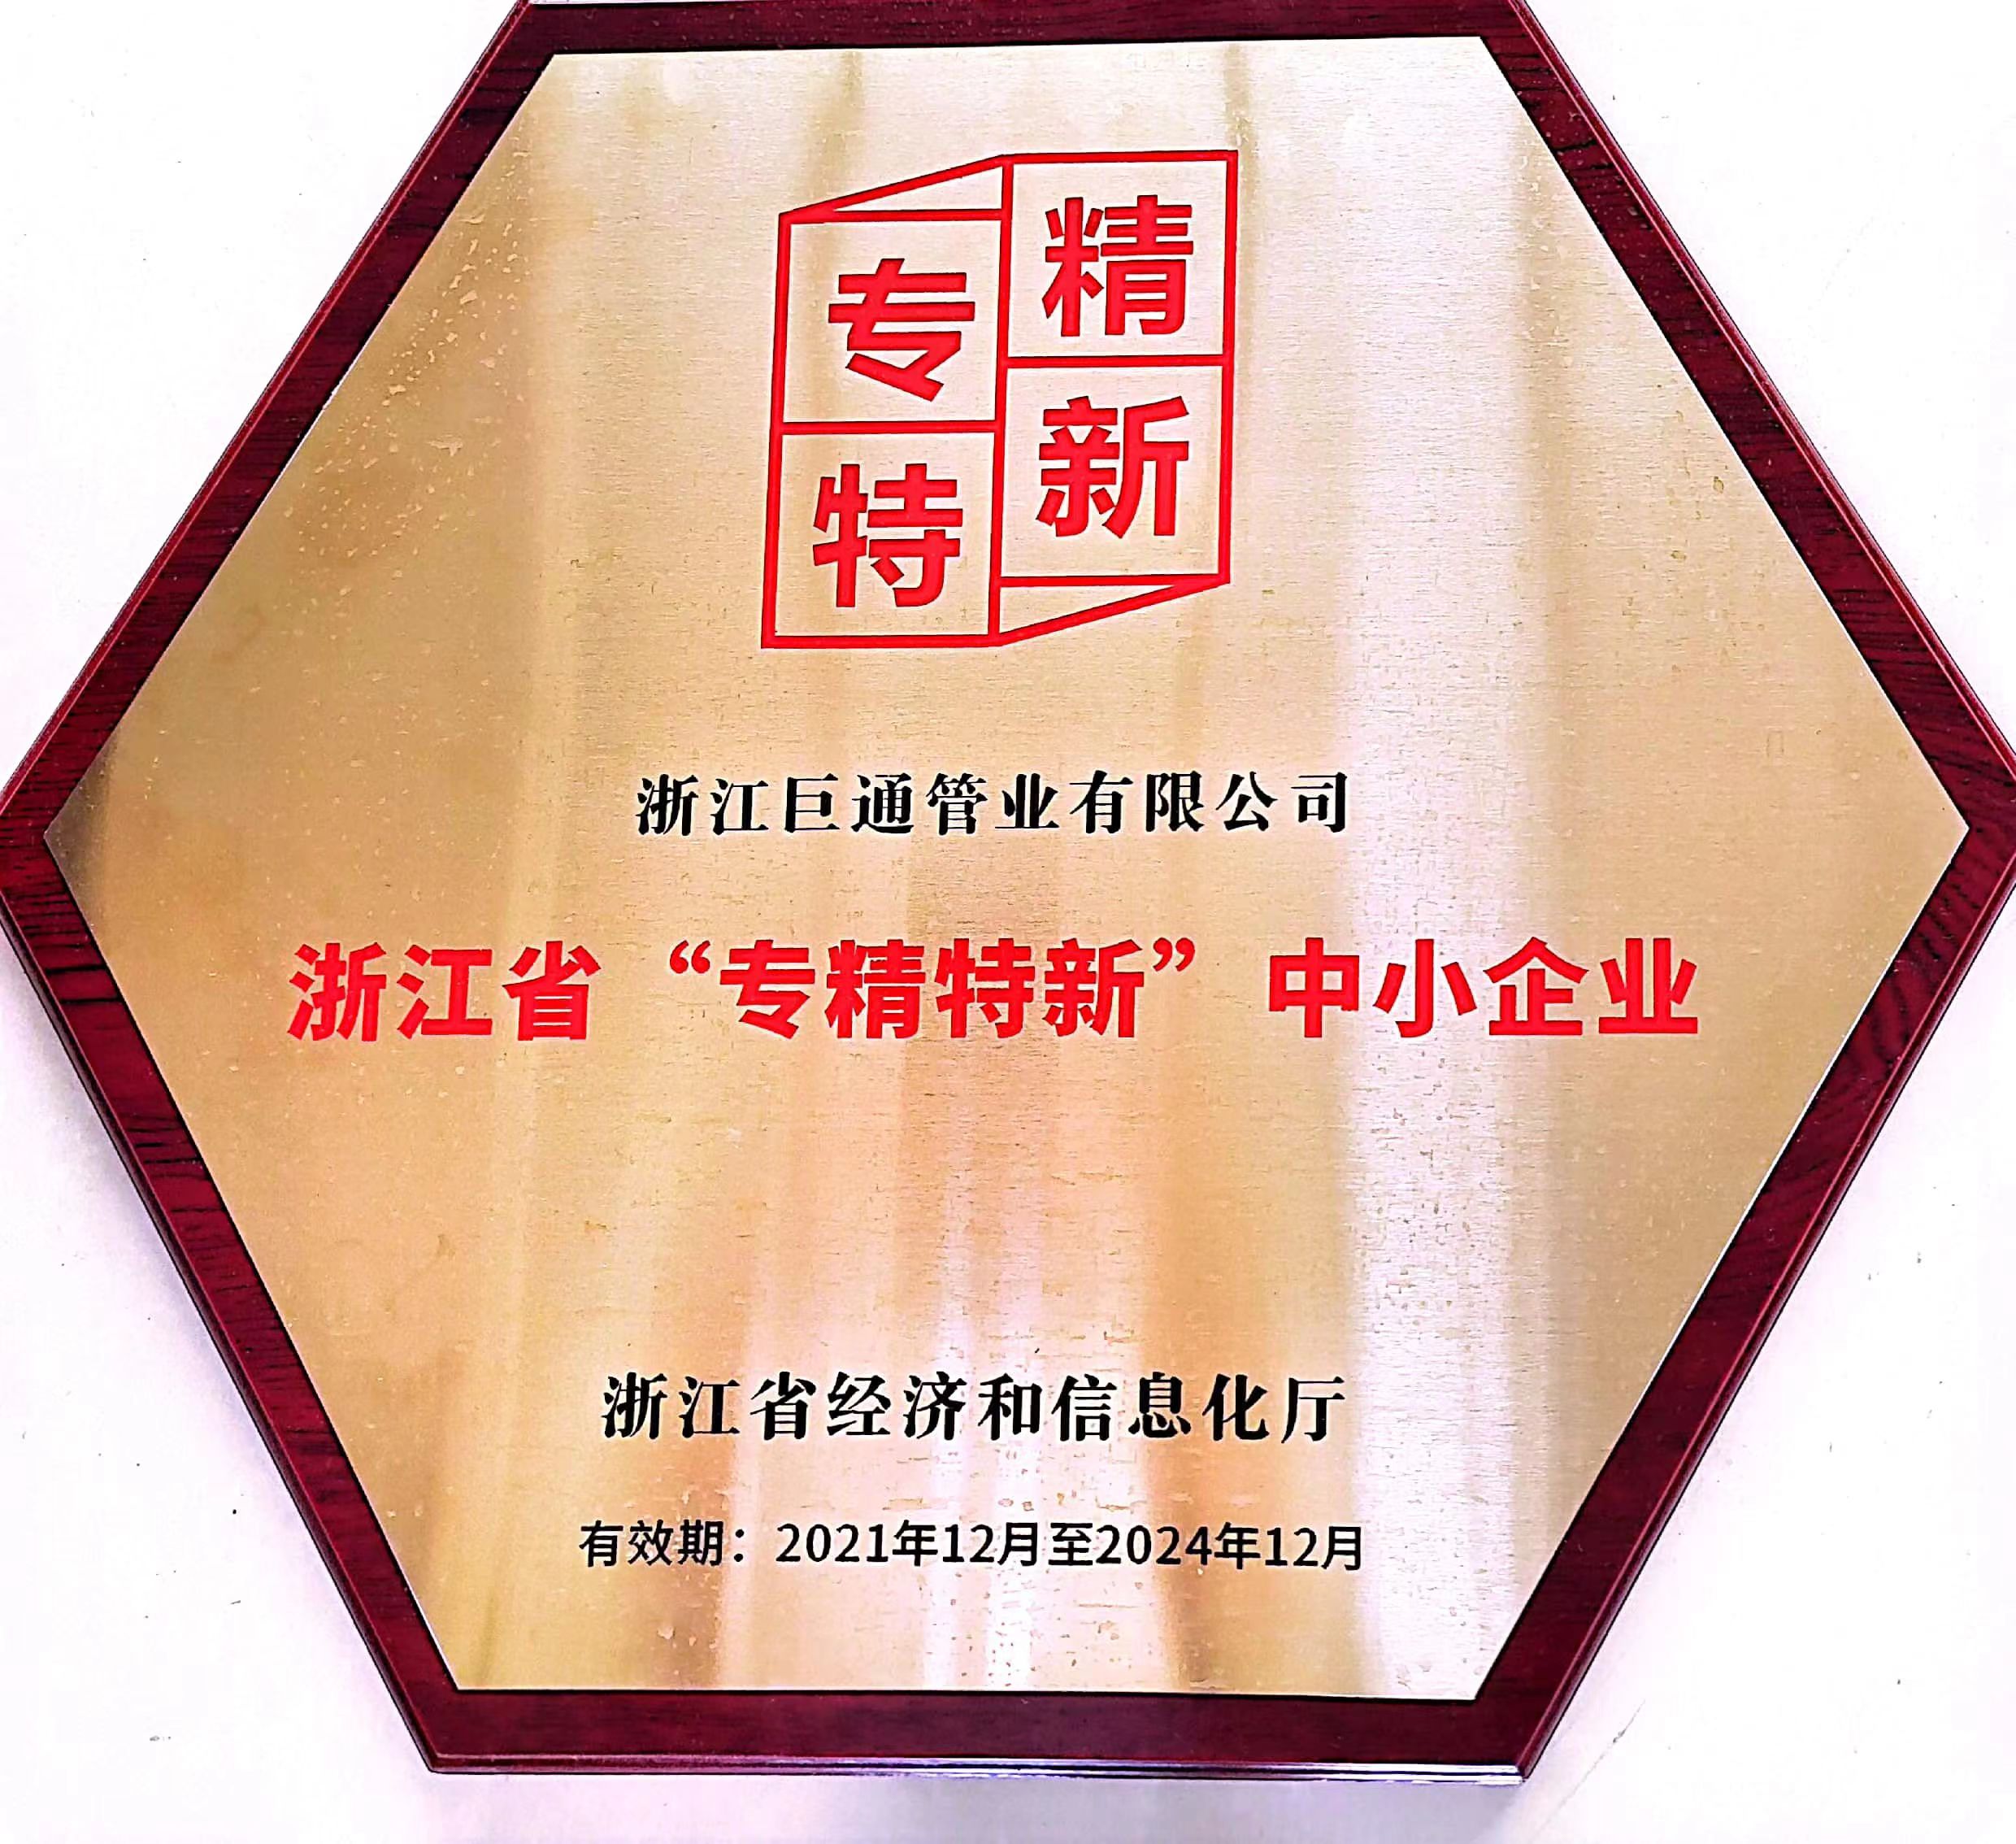 专精
特新
浙江巨通管业有限公司
浙江省“专精特新”中小企业
浙江省经济和信息化厅
有效期：2021年12月至2024年12月